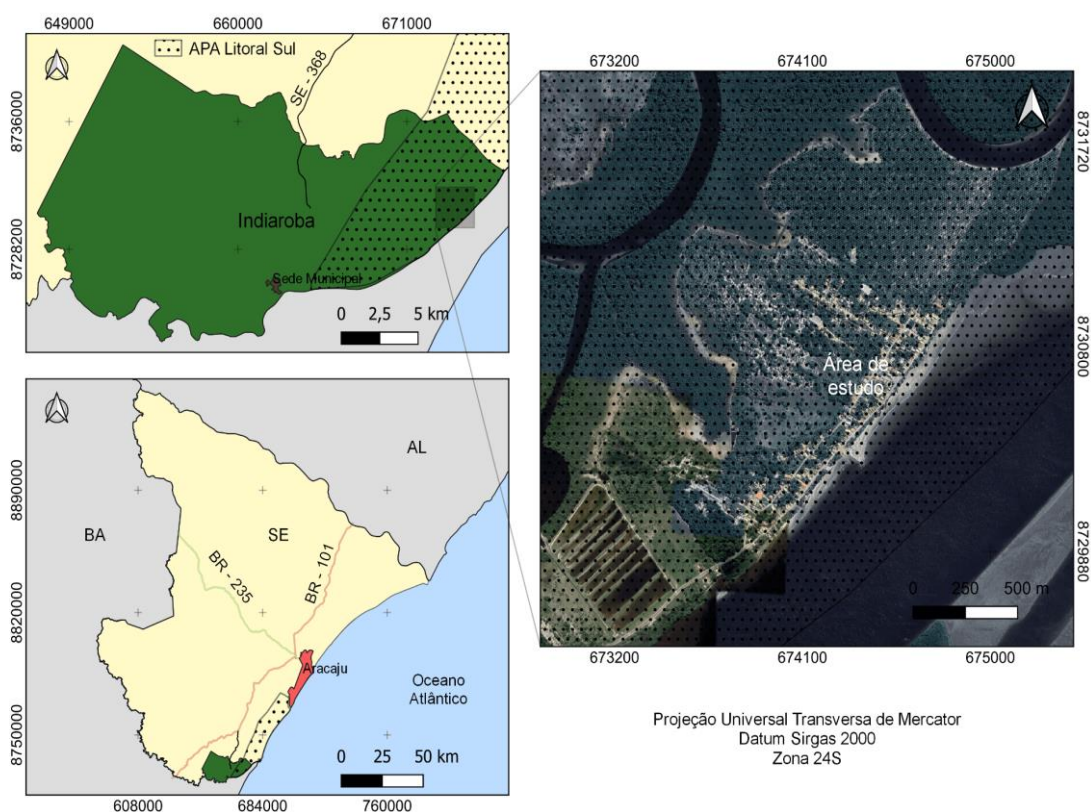 649000
660000
671000
APA Litoral Sul
SE - 368
8736000
8728200
Indiaroba
Sede Municipal
0 2,5 5 km
AL
BA
SE
BR - 235
BR - 101
Aracaju
Oceano
Atlântico
8890000
8820000
8750000
0 25 50 km
608000
684000
760000
673200
674100
675000
8731720
8730800
8729880
Área de
estudo
0 250 500 m
673200
674100
675000
Projeção Universal Transversa de Mercator
Datum Sirgas 2000
Zona 24S